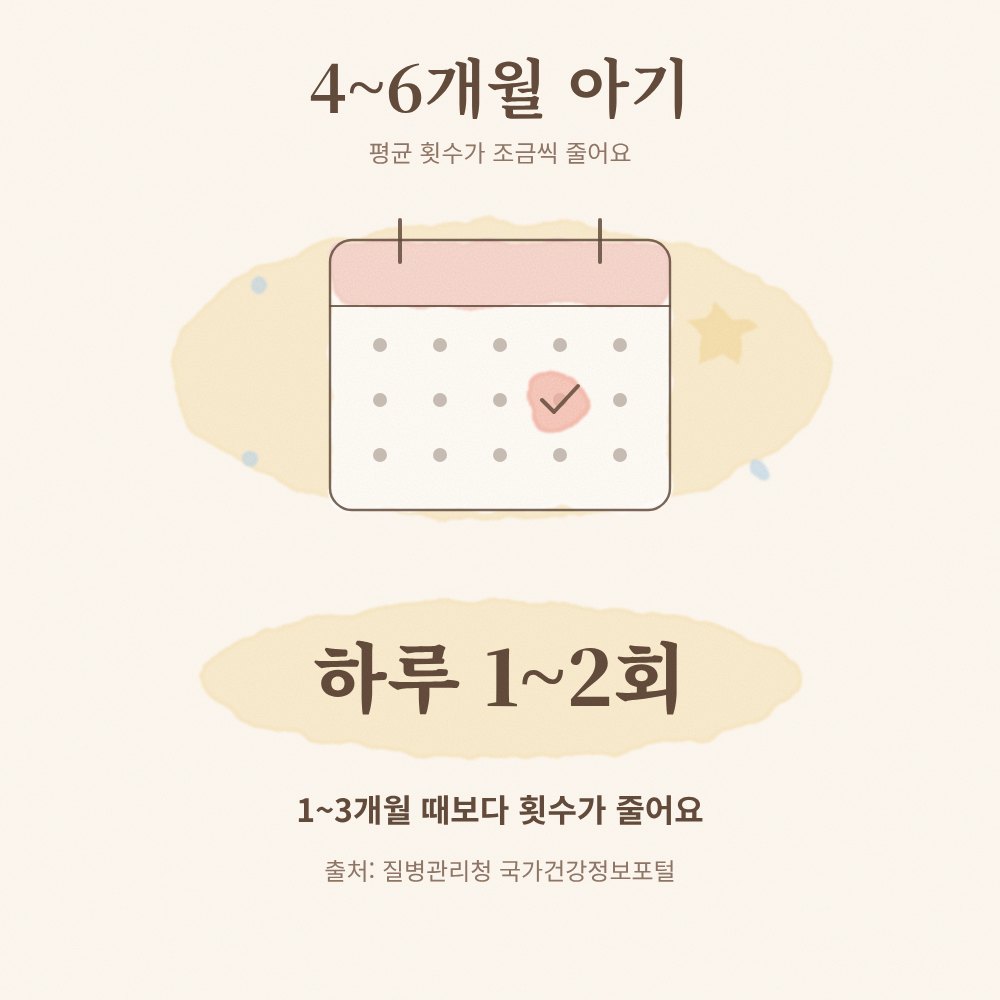 4~6개월 아기
평균 횟수가 조금씩 줄어요
하루 1~2회
1~3개월 때보다 횟수가 줄어요
출처: 질병관리청 국가건강정보포털